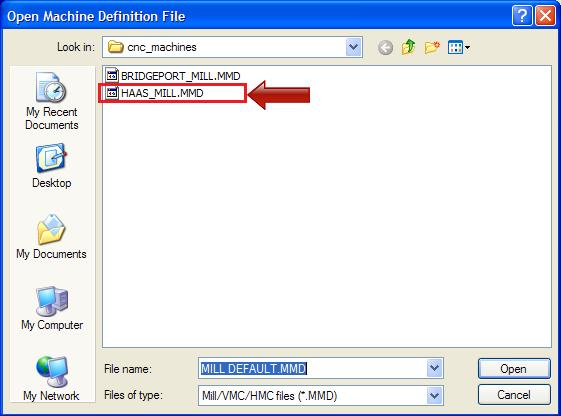 Open Machine Definition File
Look in: cnc_machines
BRIDGEPORT_MILL.MMD
HAAS_MILL.MMD
My Recent
Documents
Desktop
My Documents
My Computer
My Network
File name: MILL DEFAULT.MMD Open
Files of type: Mill/VMC/HMC files (*.MMD) Cancel